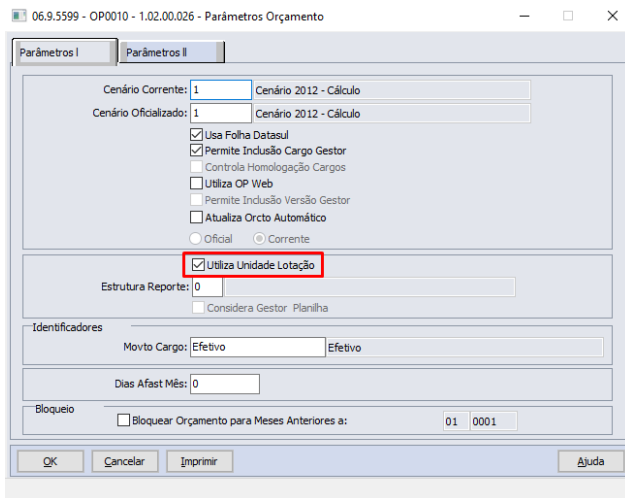 06.9.5599 - OP0010 - 1.02.00.026 - Parâmetros Orçamento
Parâmetros I Parâmetros II
Cenário Corrente: 1 Cenário 2012 - Cálculo
Cenário Oficializado: 1 Cenário 2012 - Cálculo
Usa Folha Datasul
Permite Inclusão Cargo Gestor
Controla Homologação Cargos
Utiliza OP Web
Permite Inclusão Versão Gestor
Atualiza Orcto Automático
Oficial Corrente
Utiliza Unidade Lotação
Estrutura Reporte: 0
Considera Gestor Planilha
Identificadores
Movto Cargo: Efetivo Efetivo
Dias Afast Mês: 0
Bloqueio
Bloquear Orçamento para Meses Anteriores a: 01 0001
OK Cancelar Imprimir Ajuda